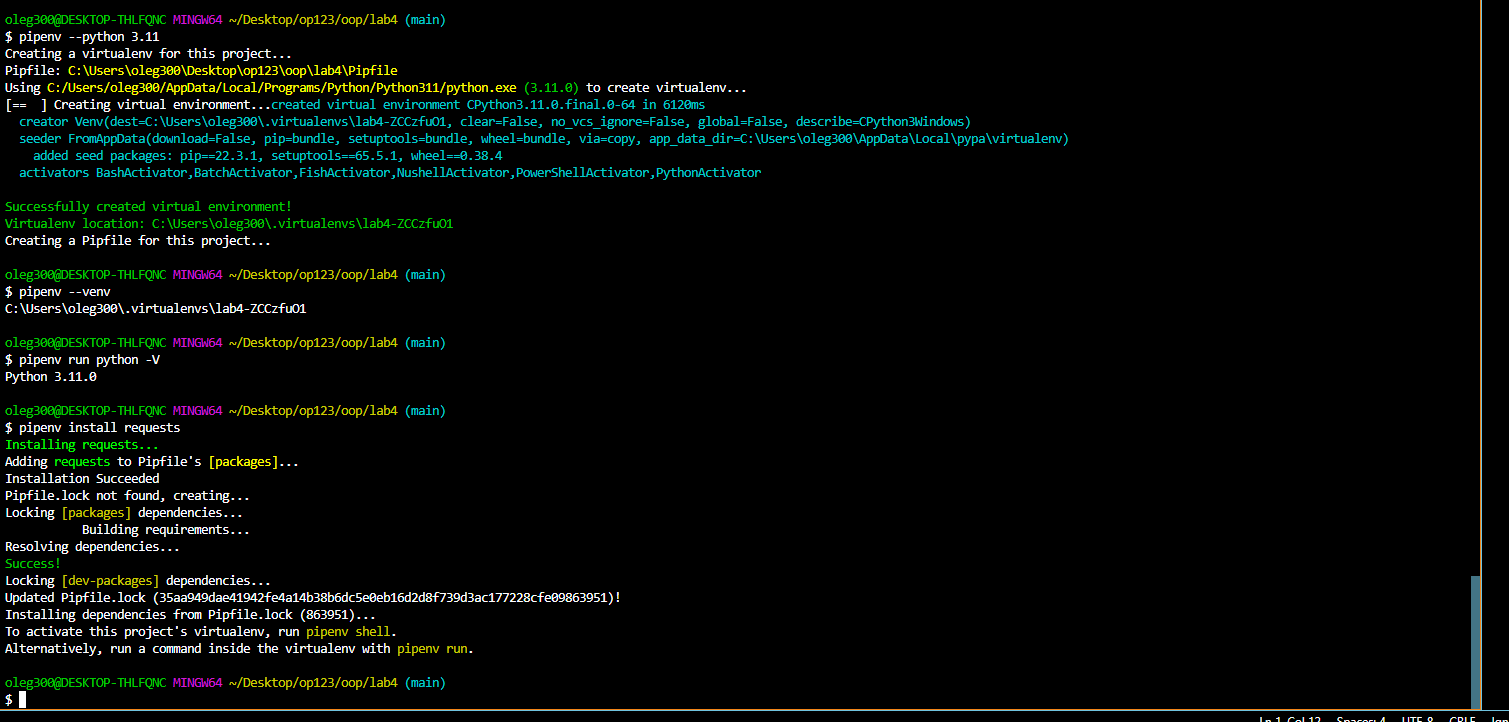 oleg300@DESKTOP-THLFQNC MINGW64 ~/Desktop/op123/oop/lab4 (main)
$ pipenv --python 3.11
Creating a virtualenv for this project...
Pipfile: C:\Users\oleg300\Desktop\op123\oop\lab4\Pipfile
Using C:/Users/oleg300/AppData/Local/Programs/Python/Python311/python.exe (3.11.0) to create virtualenv...
[==  ] Creating virtual environment...created virtual environment CPython3.11.0.final.0-64 in 6120ms
  creator Venv(dest=C:\Users\oleg300\.virtualenvs\lab4-ZCCzfuO1, clear=False, no_vcs_ignore=False, global=False, describe=CPython3Windows)
  seeder FromAppData(download=False, pip=bundle, setuptools=bundle, wheel=bundle, via=copy, app_data_dir=C:\Users\oleg300\AppData\Local\pypa\virtualenv)
    added seed packages: pip==22.3.1, setuptools==65.5.1, wheel==0.38.4
  activators BashActivator,BatchActivator,FishActivator,NushellActivator,PowerShellActivator,PythonActivator
Successfully created virtual environment!
Virtualenv location: C:\Users\oleg300\.virtualenvs\lab4-ZCCzfuO1
Creating a Pipfile for this project...
oleg300@DESKTOP-THLFQNC MINGW64 ~/Desktop/op123/oop/lab4 (main)
$ pipenv --venv
C:\Users\oleg300\.virtualenvs\lab4-ZCCzfuO1
oleg300@DESKTOP-THLFQNC MINGW64 ~/Desktop/op123/oop/lab4 (main)
$ pipenv run python -V
Python 3.11.0
oleg300@DESKTOP-THLFQNC MINGW64 ~/Desktop/op123/oop/lab4 (main)
$ pipenv install requests
Installing requests...
Adding requests to Pipfile's [packages]...
Installation Succeeded
Pipfile.lock not found, creating...
Locking [packages] dependencies...
           Building requirements...
Resolving dependencies...
Success!
Locking [dev-packages] dependencies...
Updated Pipfile.lock (35aa949dae41942fe4a14b38b6dc5e0eb16d2d8f739d3ac177228cfe09863951)!
Installing dependencies from Pipfile.lock (863951)...
To activate this project's virtualenv, run pipenv shell.
Alternatively, run a command inside the virtualenv with pipenv run.
oleg300@DESKTOP-THLFQNC MINGW64 ~/Desktop/op123/oop/lab4 (main)
$
Ln 1, Col 12 Spaces: 4 UTF-8 CRLF